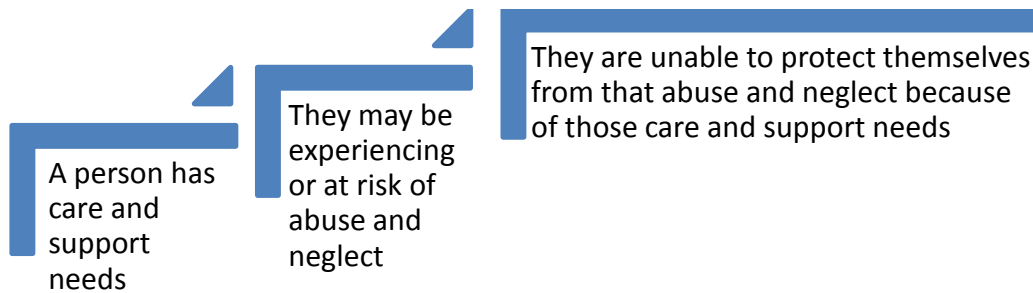 A person has
care and
support
needs
They may be
experiencing
or at risk of
abuse and
neglect
They are unable to protect themselves
from that abuse and neglect because
of those care and support needs